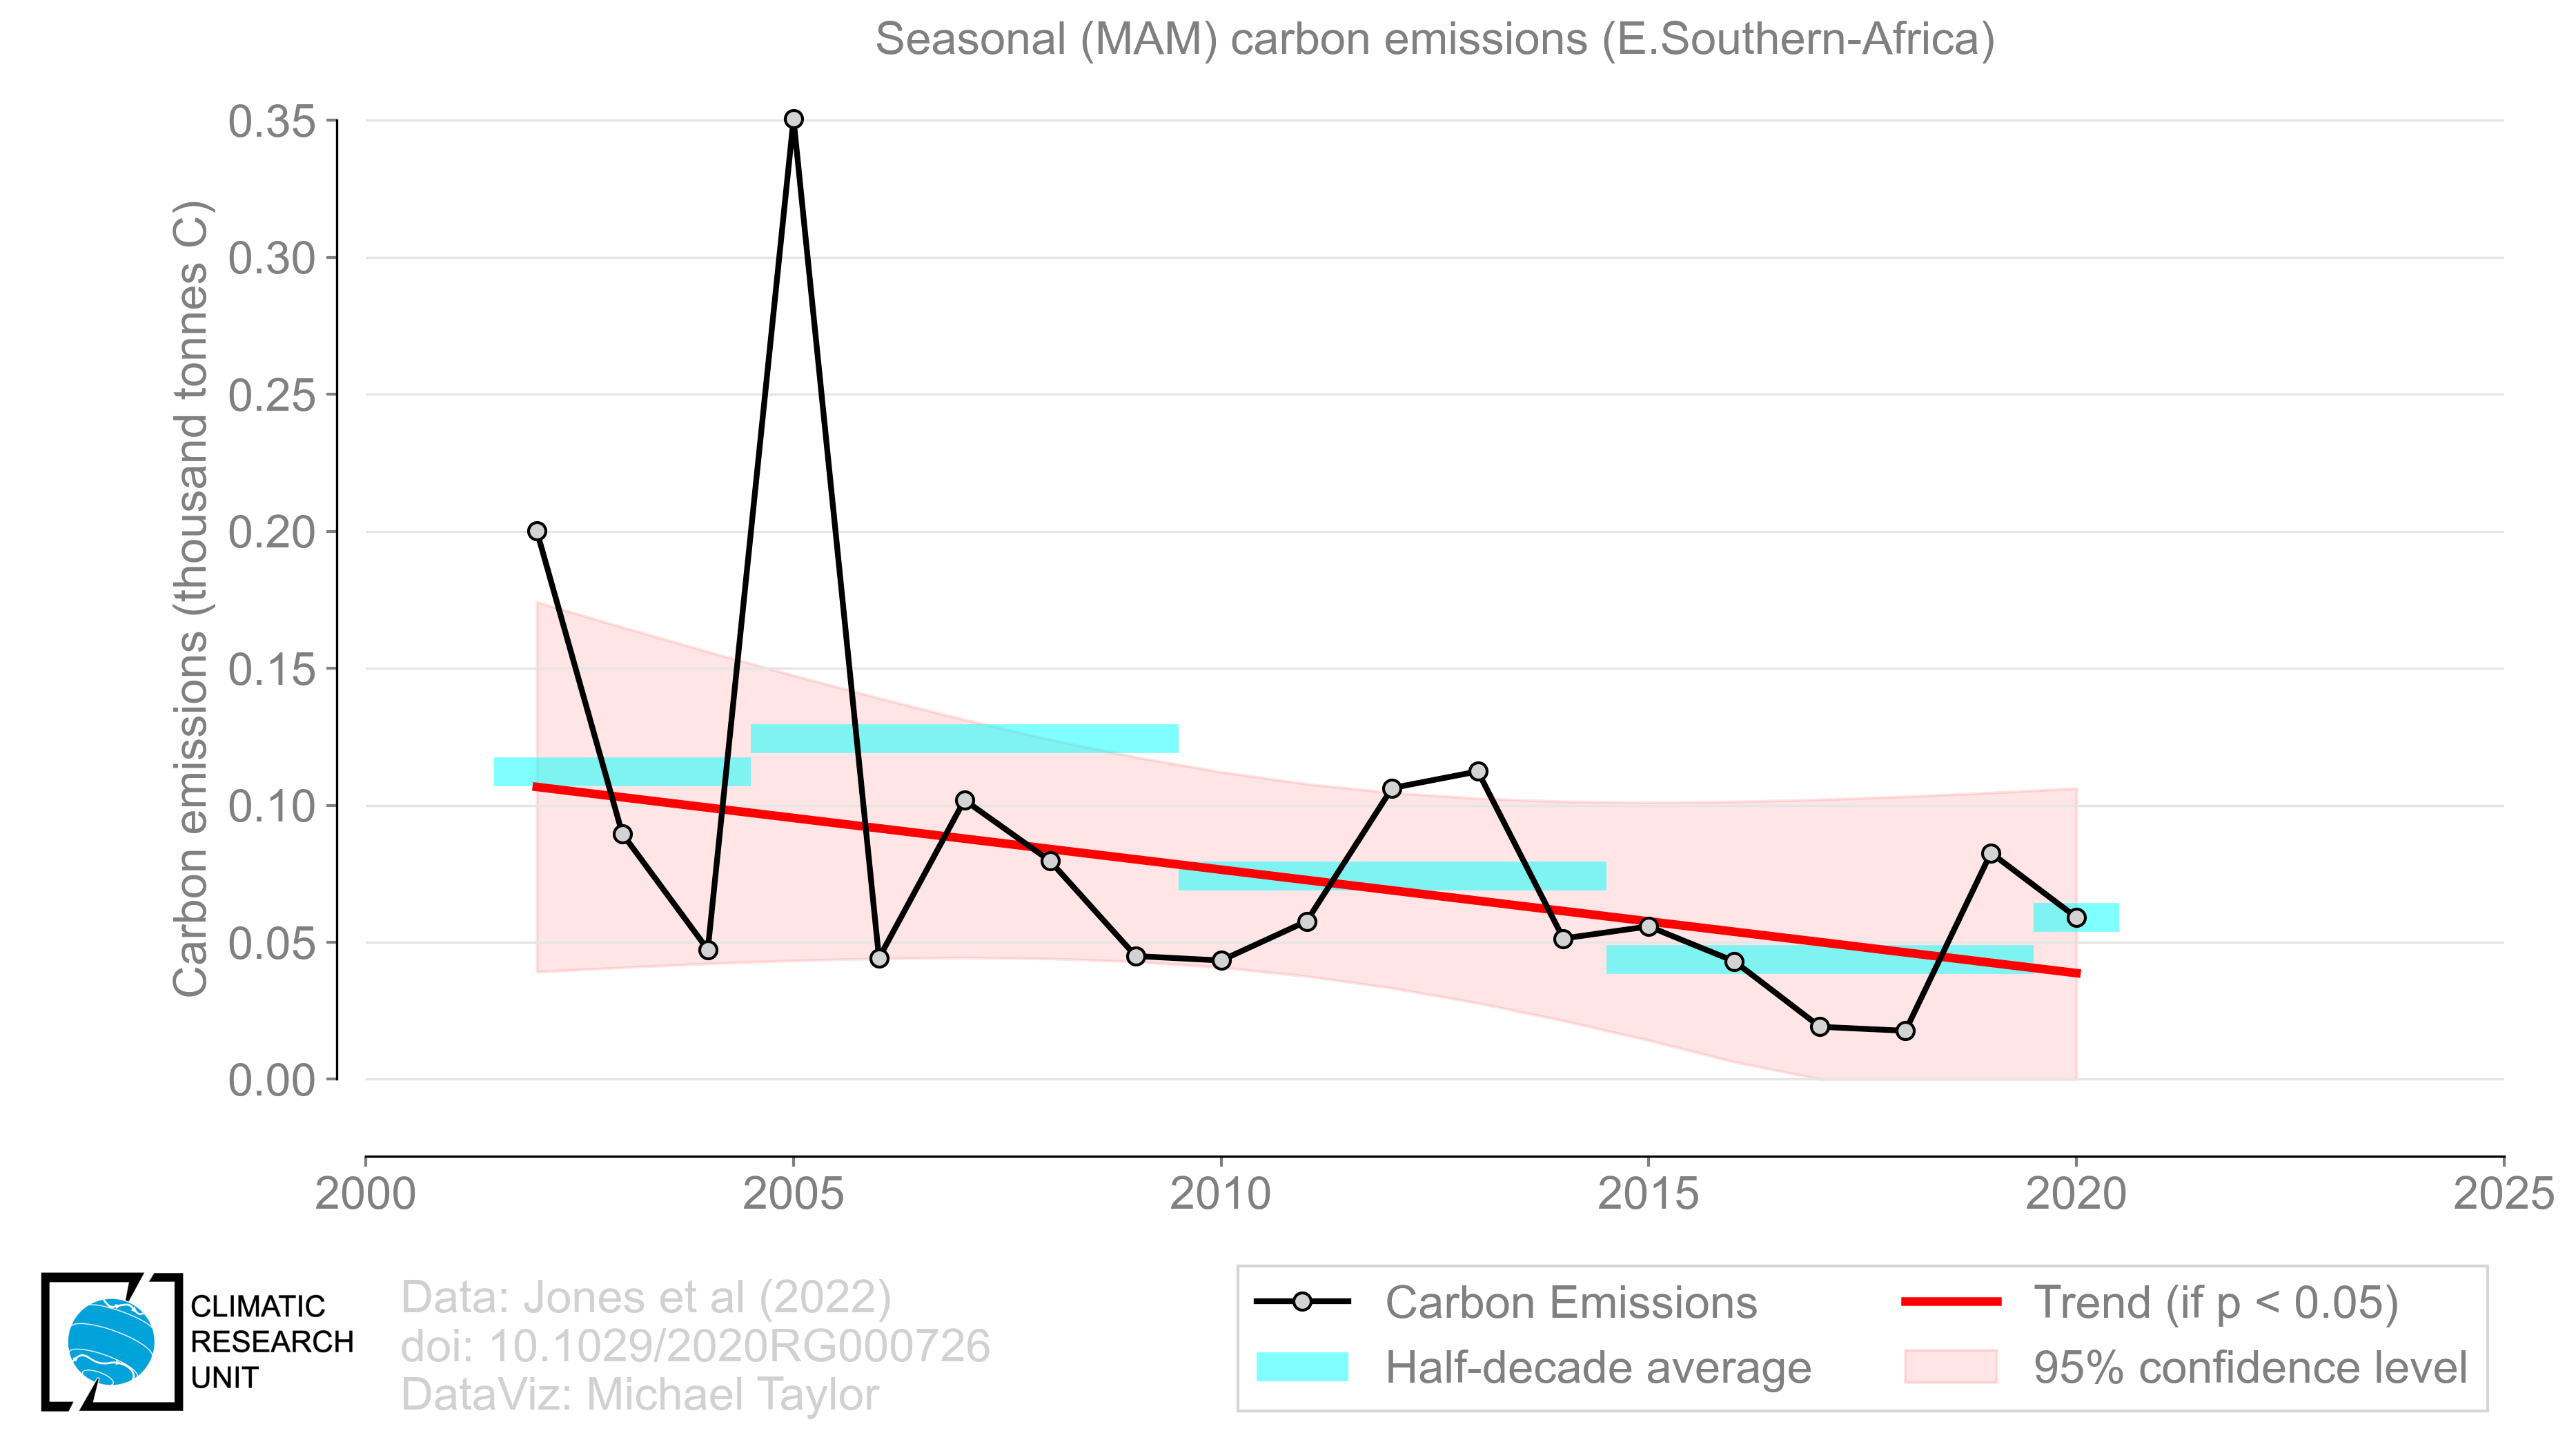 Seasonal (MAM) carbon emissions (E.Southern-Africa)
Carbon emissions (thousand tonnes C)
0.35
0.30
0.25
0.20
0.15
0.10
0.05
0.00
2000 2005 2010 2015 2020 2025
CLIMATIC
RESEARCH
UNIT
Data: Jones et al (2022)
doi: 10.1029/2020RG000726
DataViz: Michael Taylor
Carbon Emissions
Half-decade average
Trend (if p < 0.05)
95% confidence level